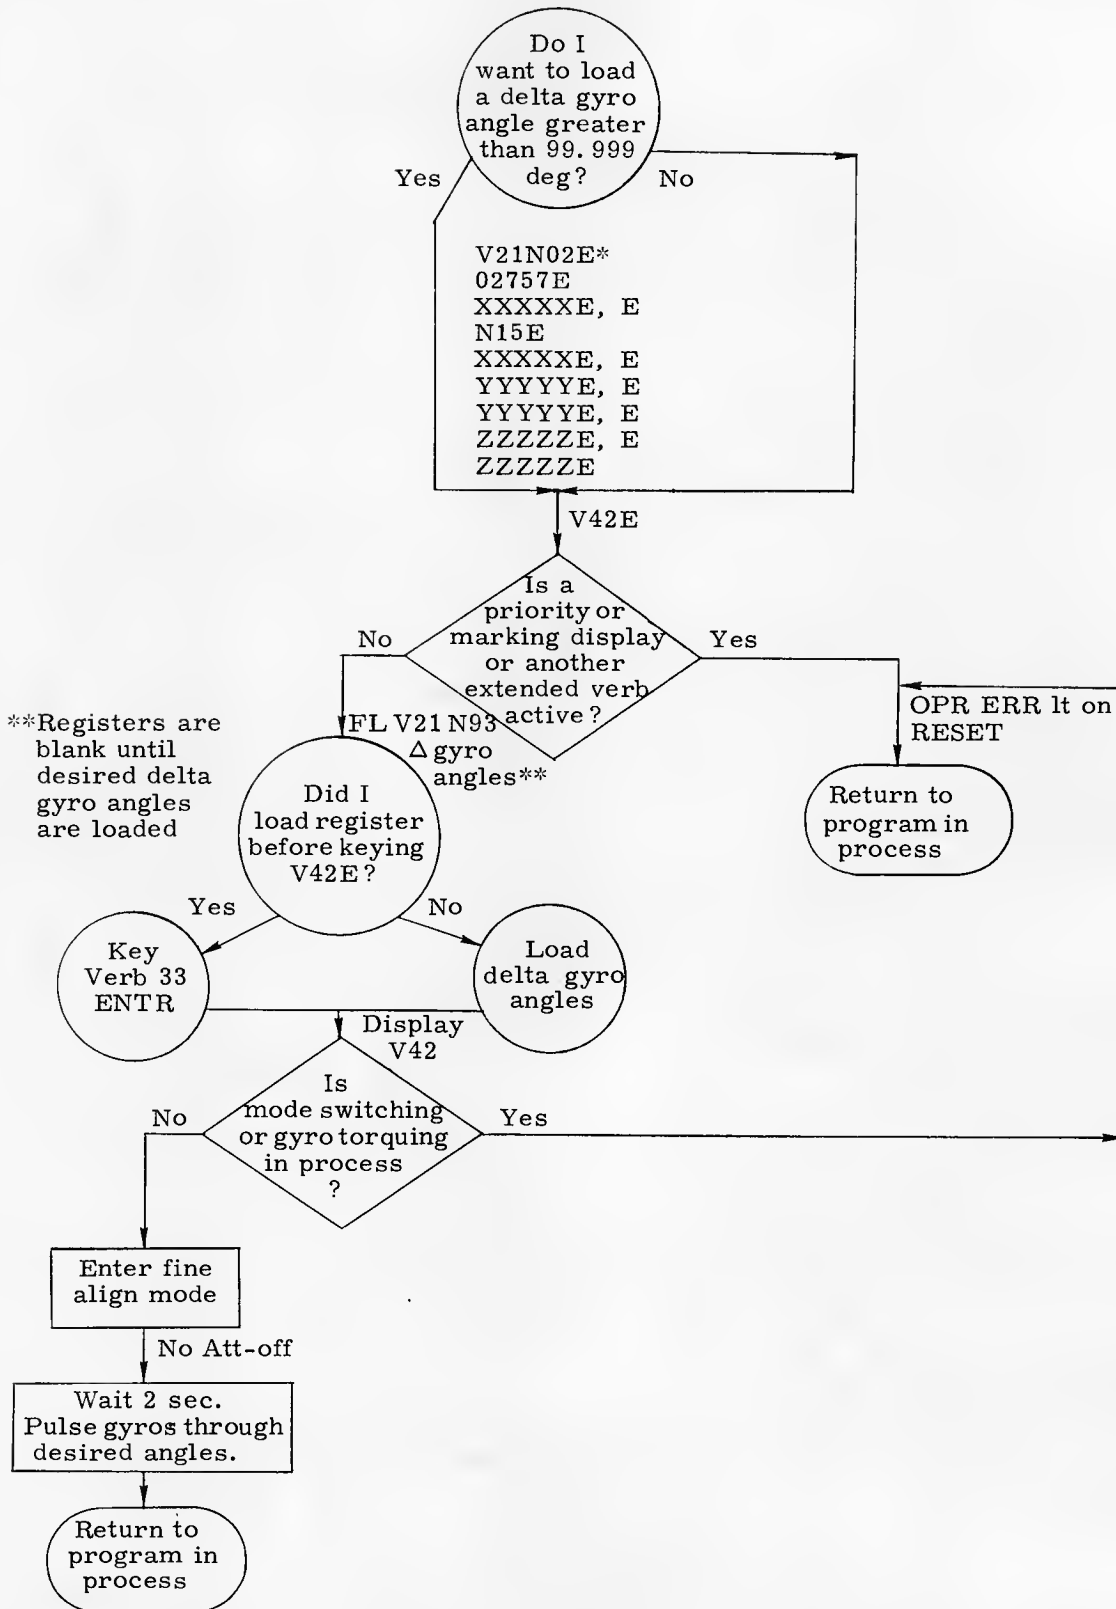 Do I
want to load
a delta gyro
angle greater
than 99.999
deg?
Yes
No
V21N02E*
02757E
XXXXXE, E
N15E
XXXXXE, E
YYYYYE, E
YYYYYE, E
ZZZZZE, E
ZZZZZE
V42E
Is a
priority or
marking display
or another
extended verb
active?
No
Yes
OPR ERR lt on
RESET
Return to
program in
process
**Registers are
blank until
desired delta
gyro angles
are loaded
FL V21 N93
Δ gyro
angles**
Did I
load register
before keying
V42E?
Yes
No
Key
Verb 33
ENTR
Load
delta gyro
angles
Display
V42
Is
mode switching
or gyro torquing
in process
?
No
Yes
Enter fine
align mode
No Att-off
Wait 2 sec.
Pulse gyros through
desired angles.
Return to
program in
process